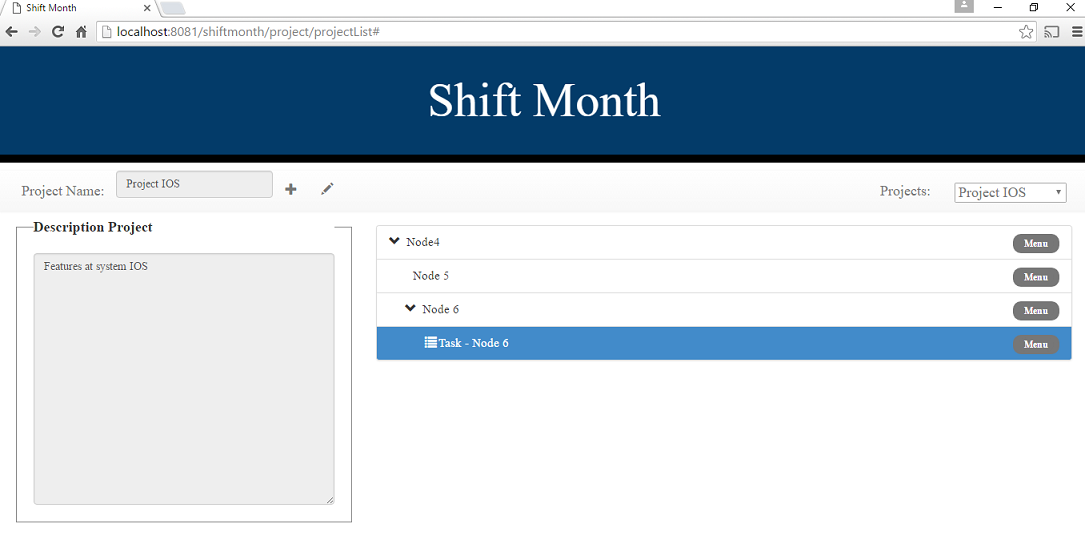 Shift Month
localhost:8081/shiftmonth/project/projectList#
Shift Month
Project Name:
Project IOS
Projects:
Project IOS
Description Project
Features at system IOS
Node4
Menu
Node 5
Menu
Node 6
Menu
Task - Node 6
Menu